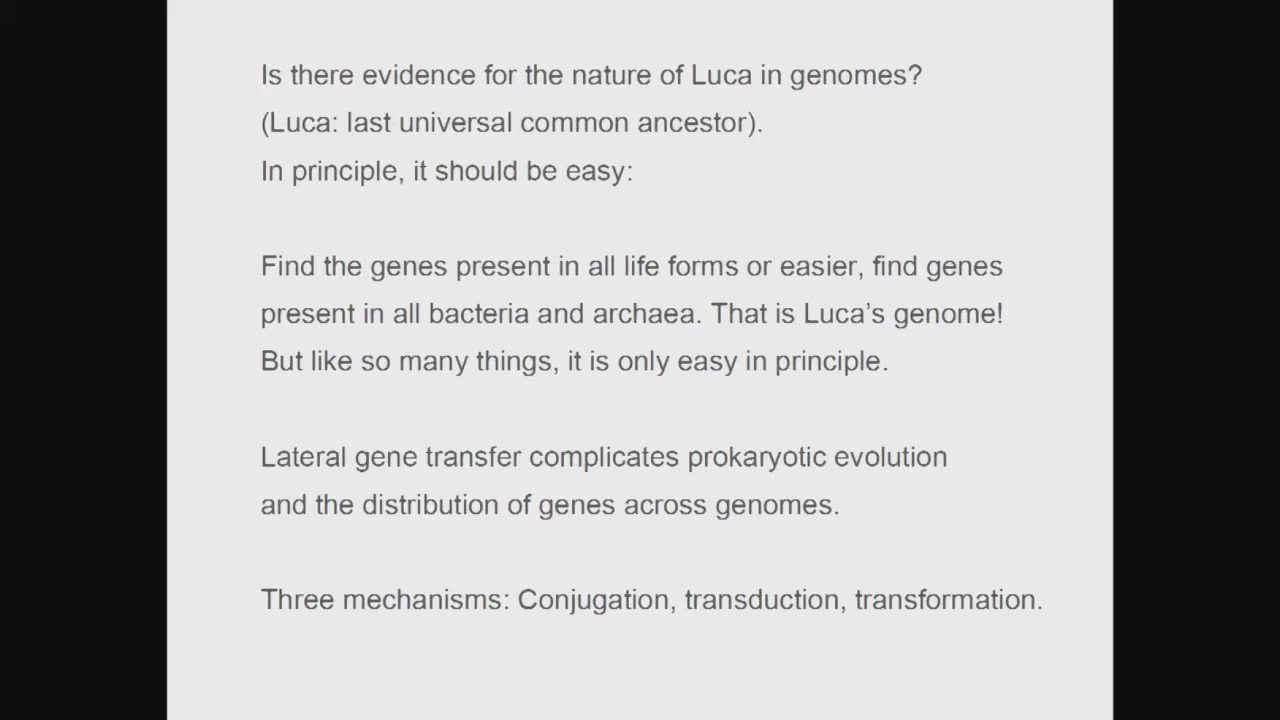 Is there evidence for the nature of Luca in genomes?
(Luca: last universal common ancestor).
In principle, it should be easy:
Find the genes present in all life forms or easier, find genes
present in all bacteria and archaea. That is Luca’s genome!
But like so many things, it is only easy in principle.
Lateral gene transfer complicates prokaryotic evolution
and the distribution of genes across genomes.
Three mechanisms: Conjugation, transduction, transformation.